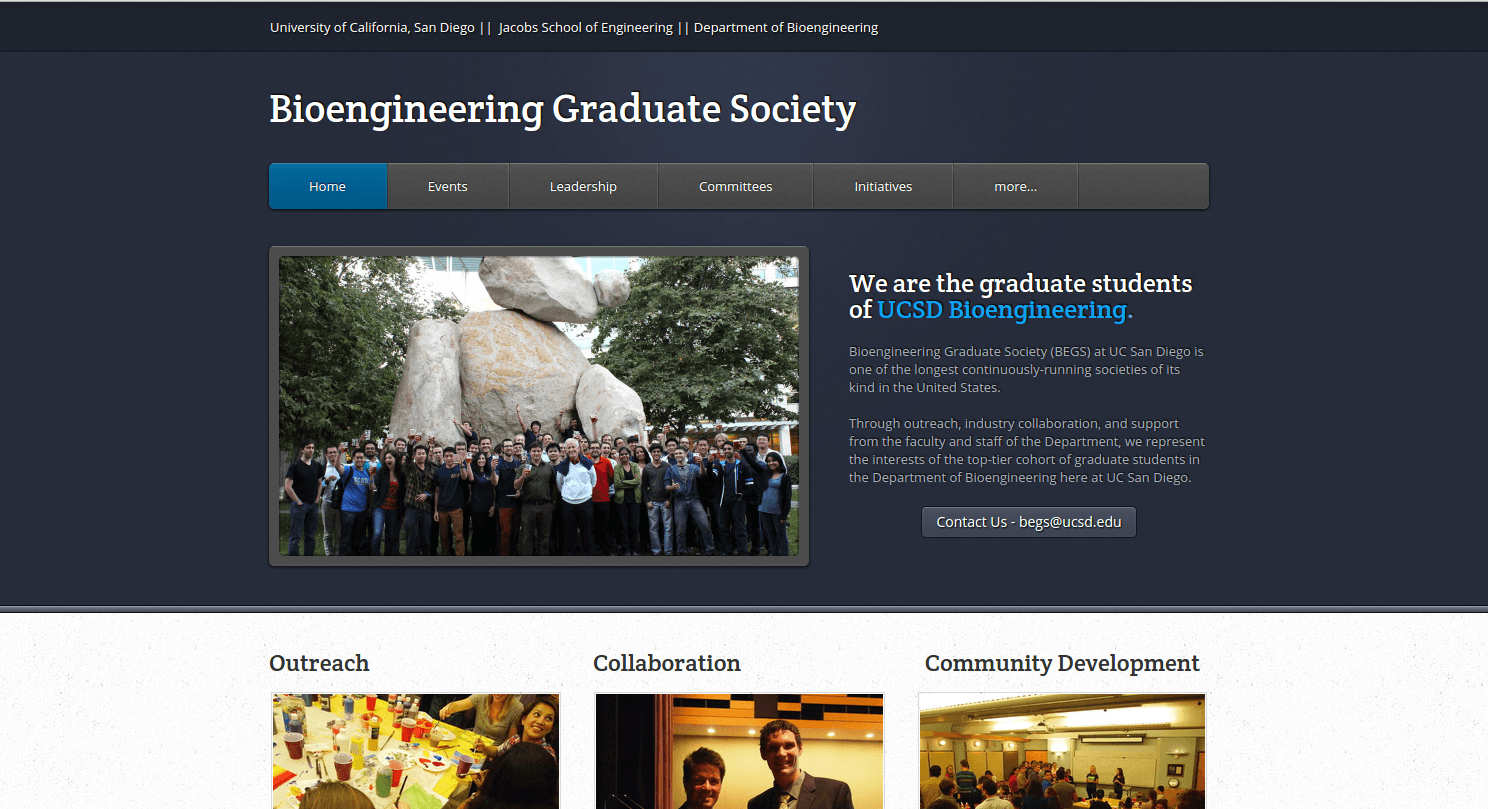 University of California, San Diego || Jacobs School of Engineering || Department of Bioengineering
Bioengineering Graduate Society
Home Events Leadership Committees Initiatives more...
We are the graduate students
of UCSD Bioengineering.
Bioengineering Graduate Society (BEGS) at UC San Diego is
one of the longest continuously-running societies of its
kind in the United States.
Through outreach, industry collaboration, and support
from the faculty and staff of the Department, we represent
the interests of the top-tier cohort of graduate students in
the Department of Bioengineering here at UC San Diego.
Contact Us - begs@ucsd.edu
Outreach Collaboration Community Development